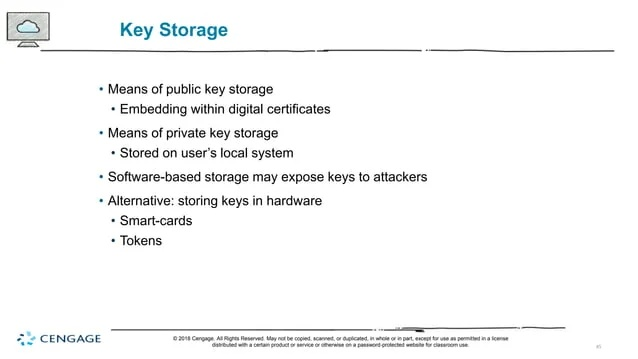 Key Storage
• Means of public key storage
• Embedding within digital certificates
• Means of private key storage
• Stored on user’s local system
• Software-based storage may expose keys to attackers
• Alternative: storing keys in hardware
• Smart-cards
• Tokens
CENGAGE
© 2018 Cengage. All Rights Reserved. May not be copied, scanned, or duplicated, in whole or in part, except for use as permitted in a license
distributed with a certain product or service or otherwise on a password-protected website for classroom use.